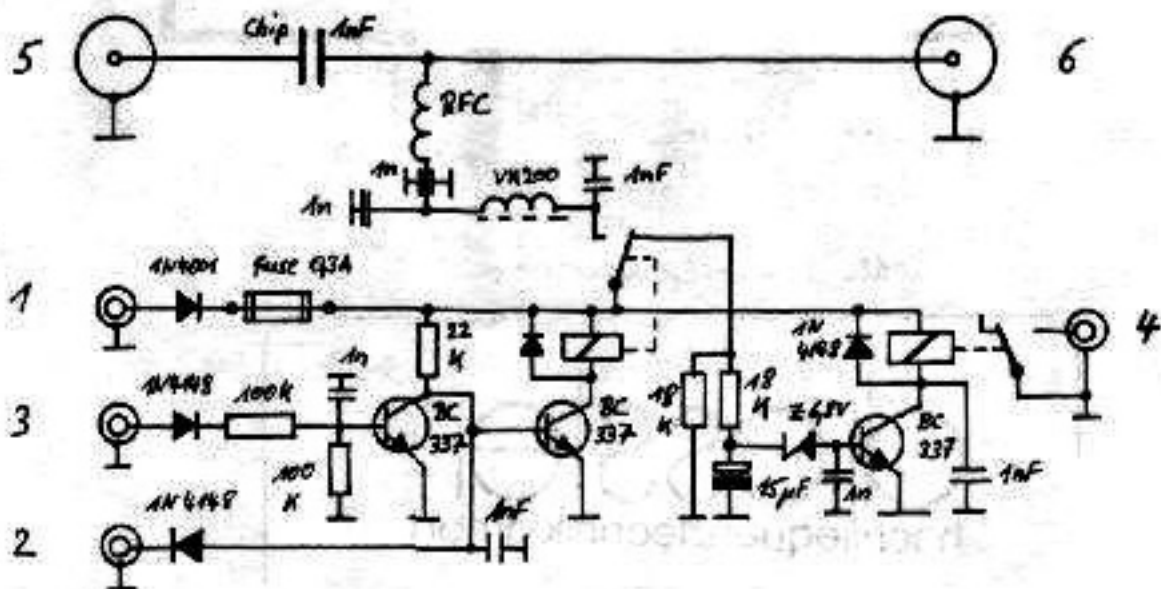 5
Chip 1nF
6
RFC
1n
1n
VK200
1nF
1
1N4001
Fuse 0,3A
22
K
1N
4148
4
3
1N4148
100K
1n
100
K
BC
337
BC
337
18
K
18
K
Z 6,8V
15µF
1n
BC
337
1nF
2
1N4148
1nF